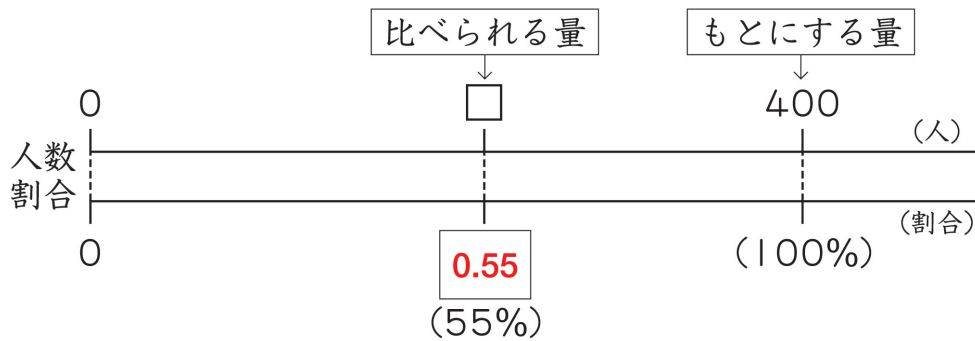 比べられる量 もとにする量
0 □ 400
(人)
人数
割合
(割合)
0 0.55 (100%)
(55%)